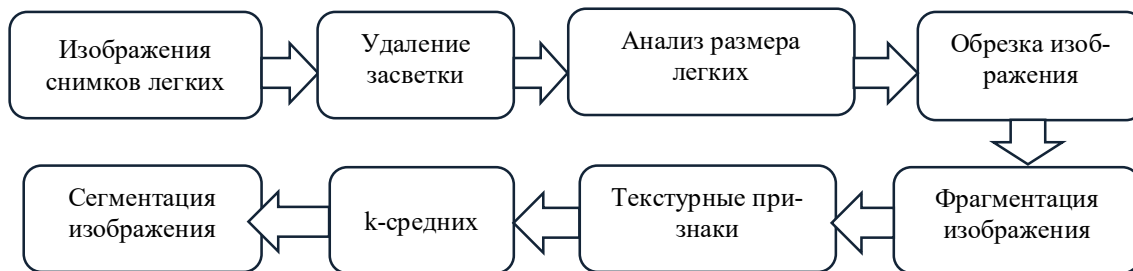 Изображения
снимков легких
Удаление
засветки
Анализ размера
легких
Обрезка изоб-
ражения
Фрагментация
изображения
Текстурные при-
знаки
k-средних
Сегментация
изображения